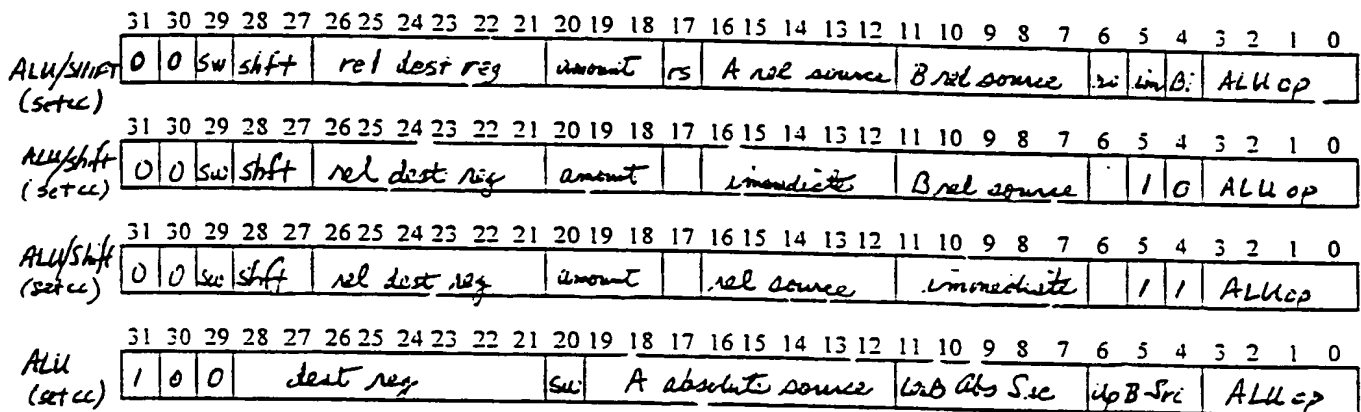 31 30 29 28 27 26 25 24 23 22 21 20 19 18 17 16 15 14 13 12 11 10 9 8 7 6 5 4 3 2 1 0
ALU/SHIFT 0 0 sw shft rel dest reg amount rs A rel source B rel source im Bi ALU op
(setcc)
31 30 29 28 27 26 25 24 23 22 21 20 19 18 17 16 15 14 13 12 11 10 9 8 7 6 5 4 3 2 1 0
ALU/shft 0 0 sw shft rel dest reg amount immediate B rel source 1 0 ALU op
(setcc)
31 30 29 28 27 26 25 24 23 22 21 20 19 18 17 16 15 14 13 12 11 10 9 8 7 6 5 4 3 2 1 0
ALU/Shift 0 0 sw shft rel dest reg amount rel source immediate 1 1 ALU op
(setcc)
31 30 29 28 27 26 25 24 23 22 21 20 19 18 17 16 15 14 13 12 11 10 9 8 7 6 5 4 3 2 1 0
ALU 1 0 0 dest reg sw A absolute source B Abs Src ALU op
(setcc)